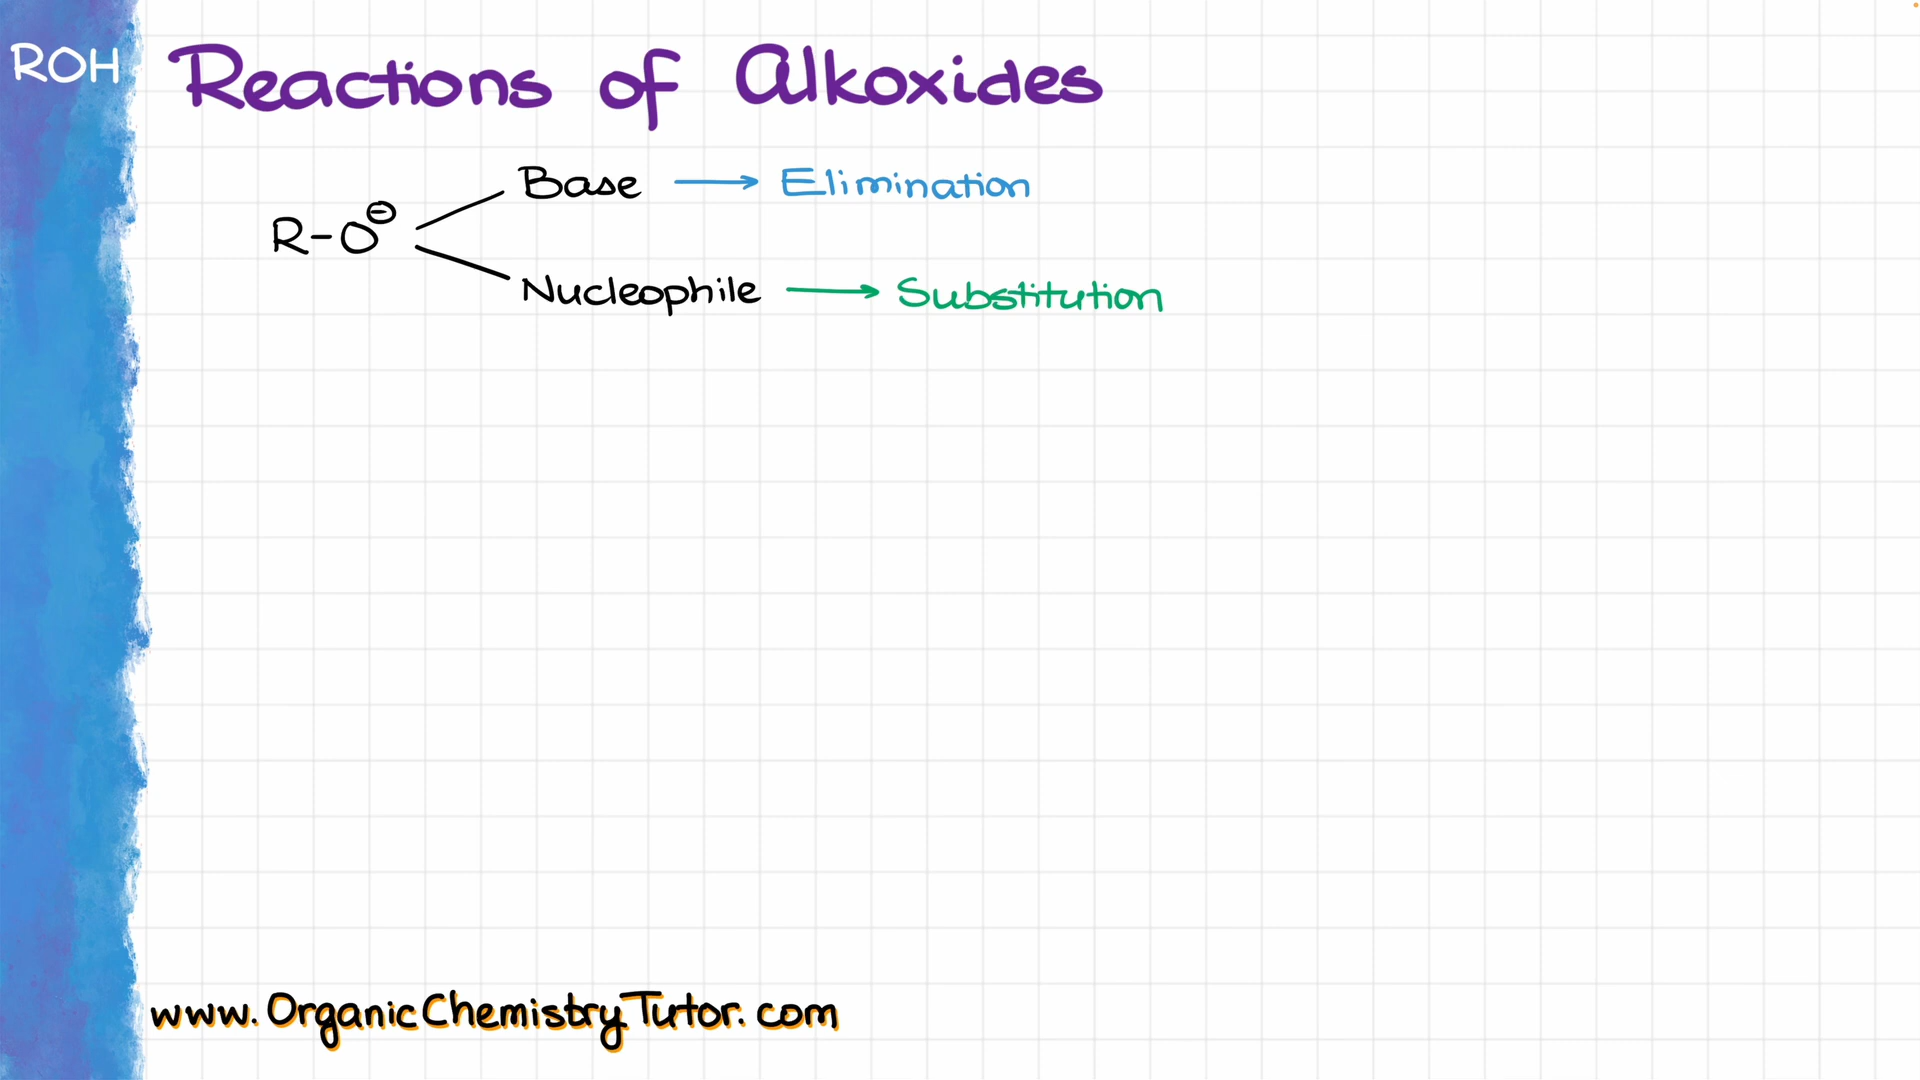 ROH
Reactions of Alkoxides
Base → Elimination
R-O⊖
Nucleophile → Substitution
www.OrganicChemistryTutor.com